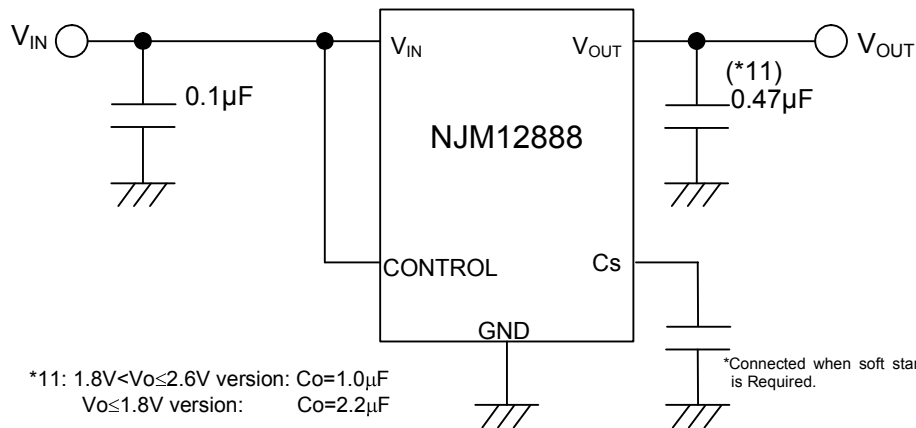 VIN
VIN
VOUT
VOUT
(*11)
0.1µF
0.47µF
NJM12888
CONTROL
Cs
GND
*Connected when soft star
is Required.
*11: 1.8V<Vo≤2.6V version: Co=1.0µF
Vo≤1.8V version: Co=2.2µF